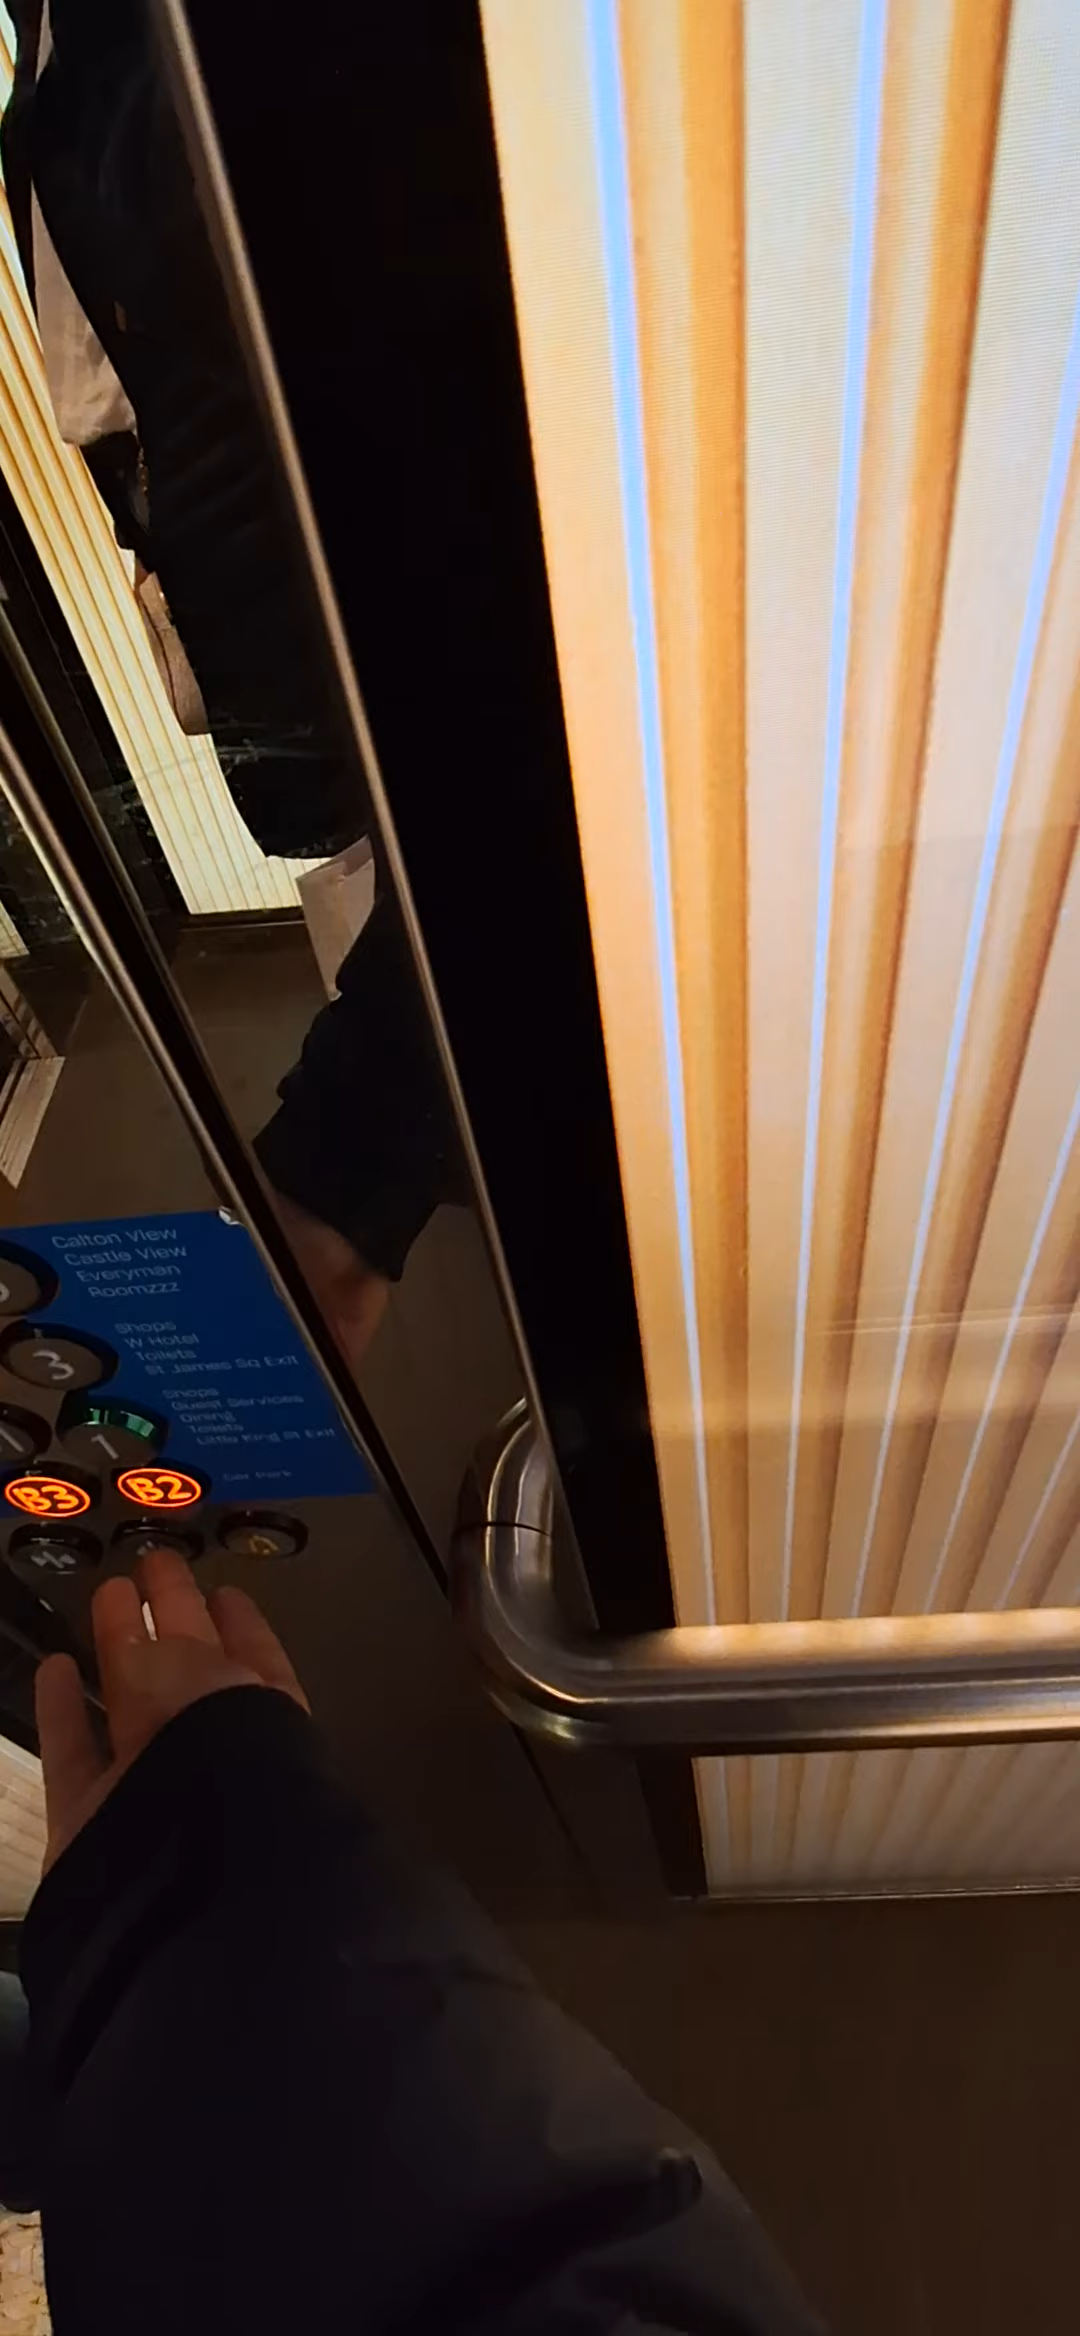 Calton View
Castle View
Everyman
Roomzzz
3
Shops
W Hotel
Toilets
St James Sq Exit
1
Shops
Guest Services
Dining
Toilets
Little King St Exit
B3
B2
Car Park